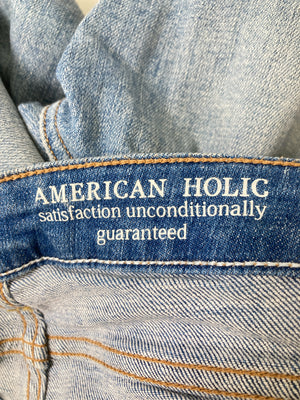 AMERICAN HOLIC
satisfaction unconditionally
guaranteed